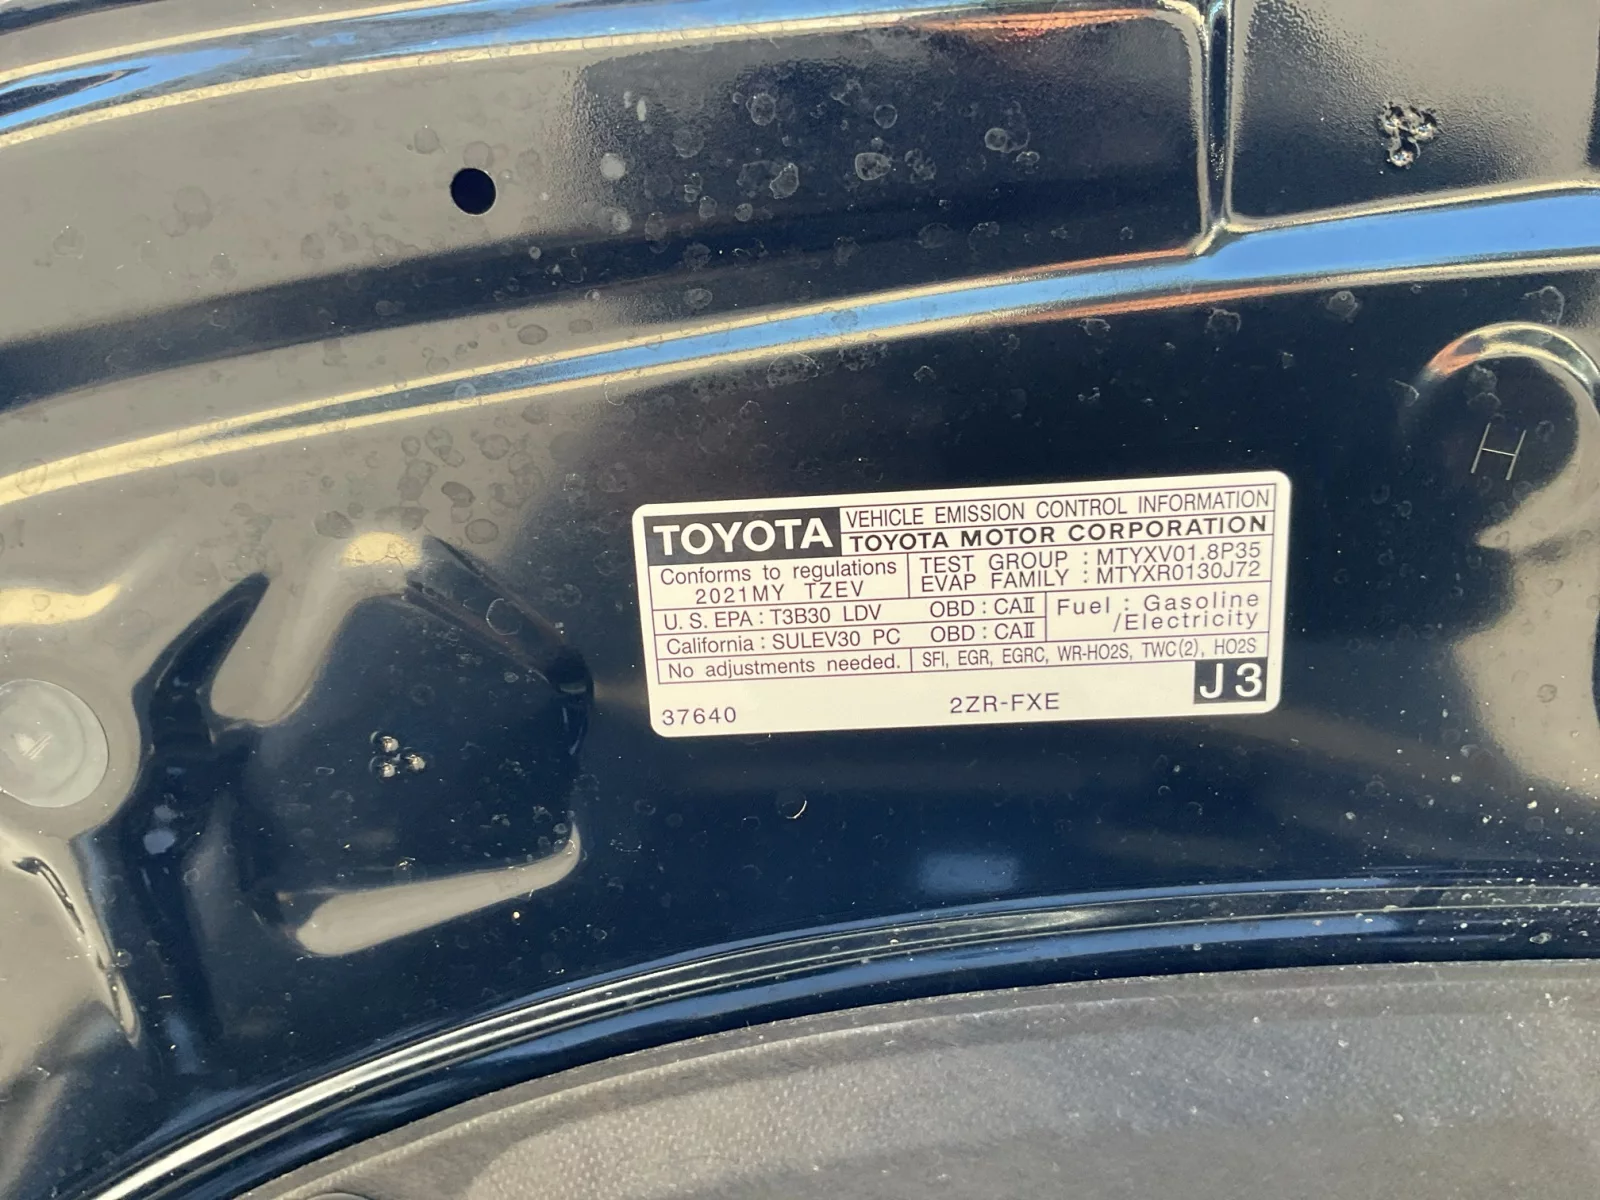 TOYOTA
VEHICLE EMISSION CONTROL INFORMATION
TOYOTA MOTOR CORPORATION
Conforms to regulations
2021MY TZEV
TEST GROUP : MTYXV01.8P35
EVAP FAMILY : MTYXR0130J72
U.S.EPA : T3B30 LDV OBD : CAII
California : SULEV30 PC OBD : CAII
Fuel : Gasoline
/Electricity
No adjustments needed.
SFI, EGR, EGRC, WR-HO2S, TWC(2), HO2S
J3
37640
2ZR-FXE
H